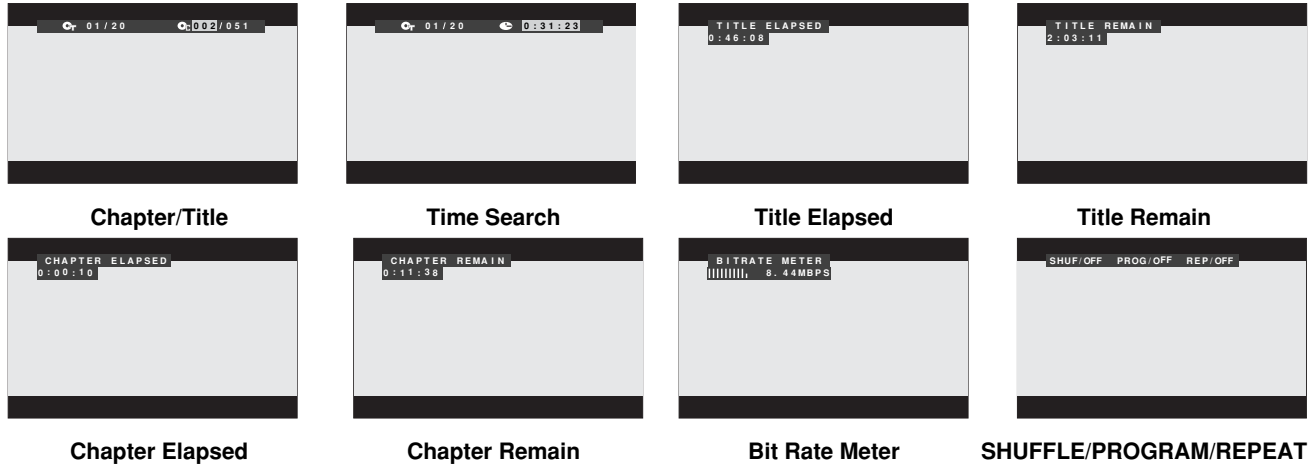 01/20 002/051
01/20 0:31:23
TITLE ELAPSED
0:46:08
TITLE REMAIN
2:03:11
Chapter/Title
Time Search
Title Elapsed
Title Remain
CHAPTER ELAPSED
0:00:10
CHAPTER REMAIN
0:11:38
BITRATE METER
8.44MBPS
SHUF/OFF PROG/OFF REP/OFF
Chapter Elapsed
Chapter Remain
Bit Rate Meter
SHUFFLE/PROGRAM/REPEAT